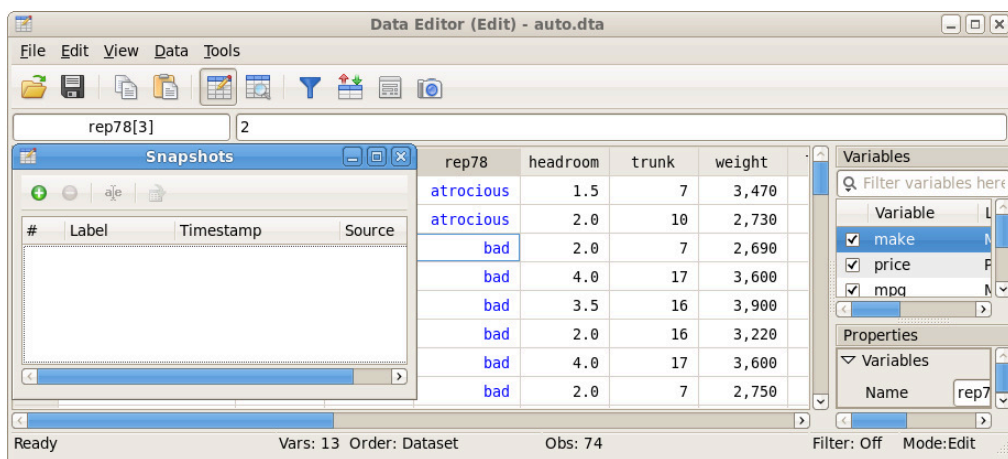 Data Editor (Edit) - auto.dta
File Edit View Data Tools
rep78[3] 2
Snapshots
# Label Timestamp Source
rep78 headroom trunk weight
atrocious 1.5 7 3,470
atrocious 2.0 10 2,730
bad 2.0 7 2,690
bad 4.0 17 3,600
bad 3.5 16 3,900
bad 2.0 16 3,220
bad 4.0 17 3,600
bad 2.0 7 2,750
Variables
Filter variables here
Variable L
make M
price P
mpg M
Properties
Variables
Name rep7
Ready Vars: 13 Order: Dataset Obs: 74 Filter: Off Mode:Edit